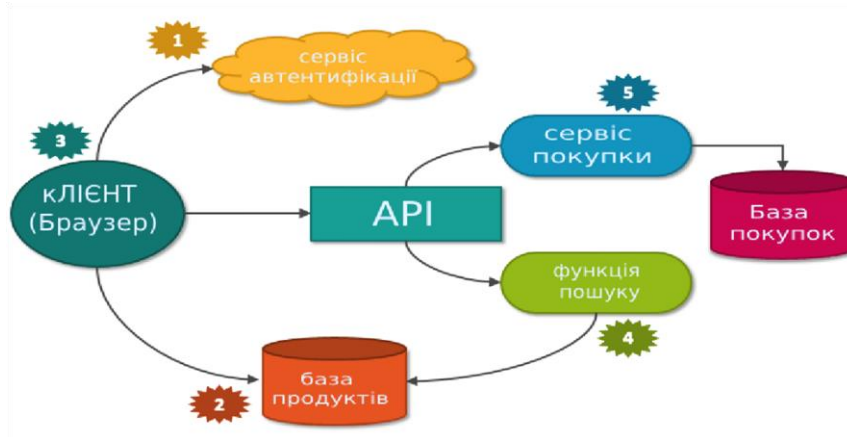 1
сервіс
автентифікації
5
сервіс
покупки
3
кЛІЄНТ
(Браузер)
API
База
покупок
функція
пошуку
4
2
база
продуктів